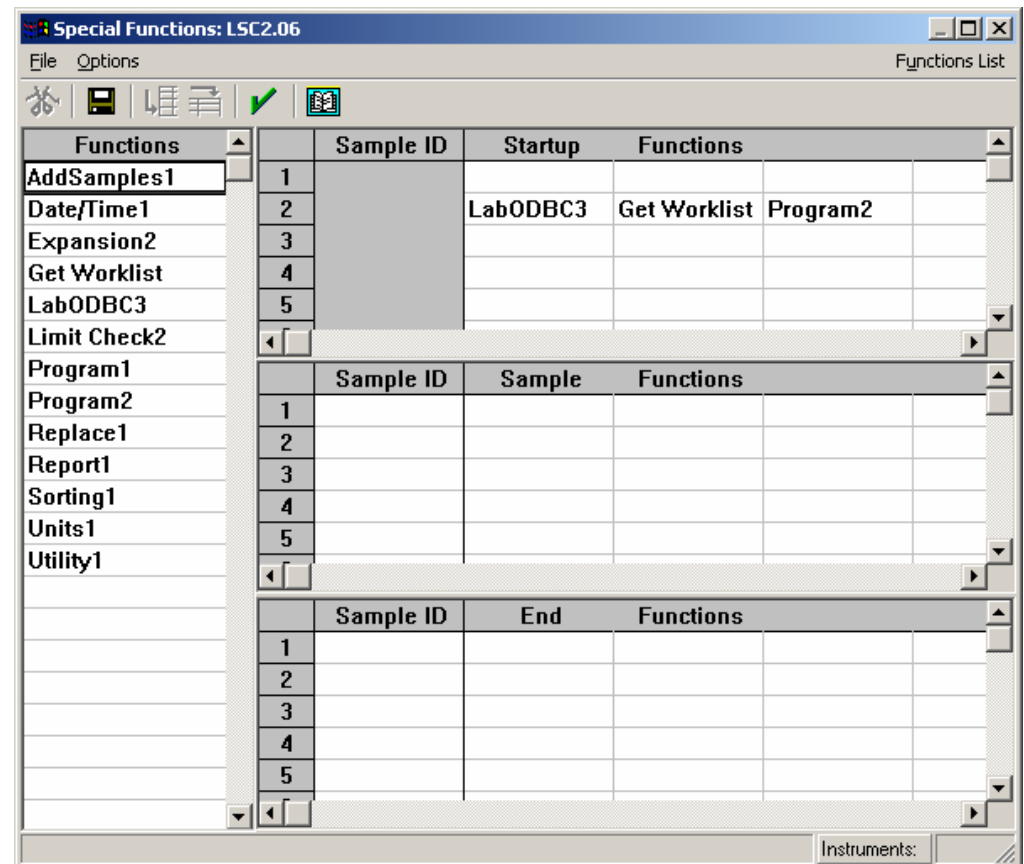 Special Functions: LSC2.06
File Options Functions List
Functions
AddSamples1
Date/Time1
Expansion2
Get Worklist
LabODBC3
Limit Check2
Program1
Program2
Replace1
Report1
Sorting1
Units1
Utility1
Sample ID Startup Functions
1
2 LabODBC3 Get Worklist Program2
3
4
5
Sample ID Sample Functions
1
2
3
4
5
Sample ID End Functions
1
2
3
4
5
Instruments: